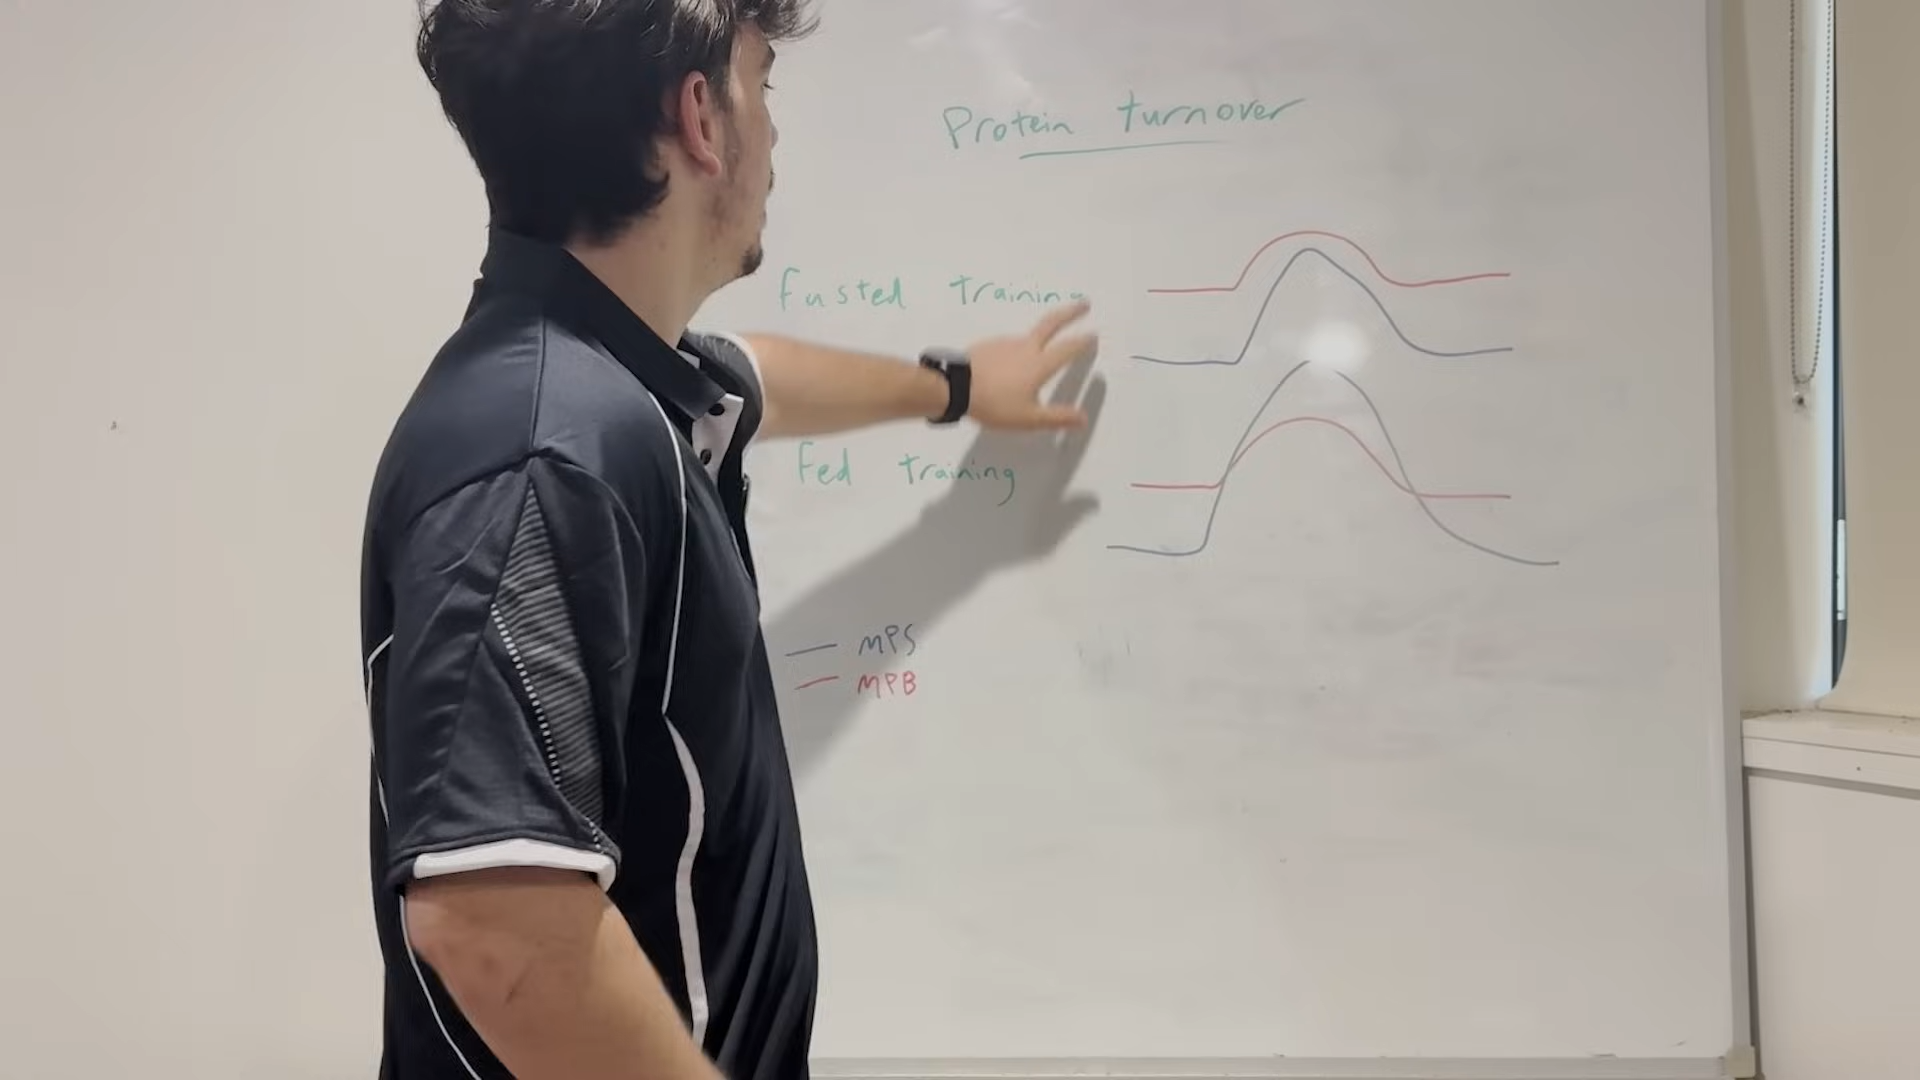 Protein turnover
Fasted training
Fed training
MPS
MPB